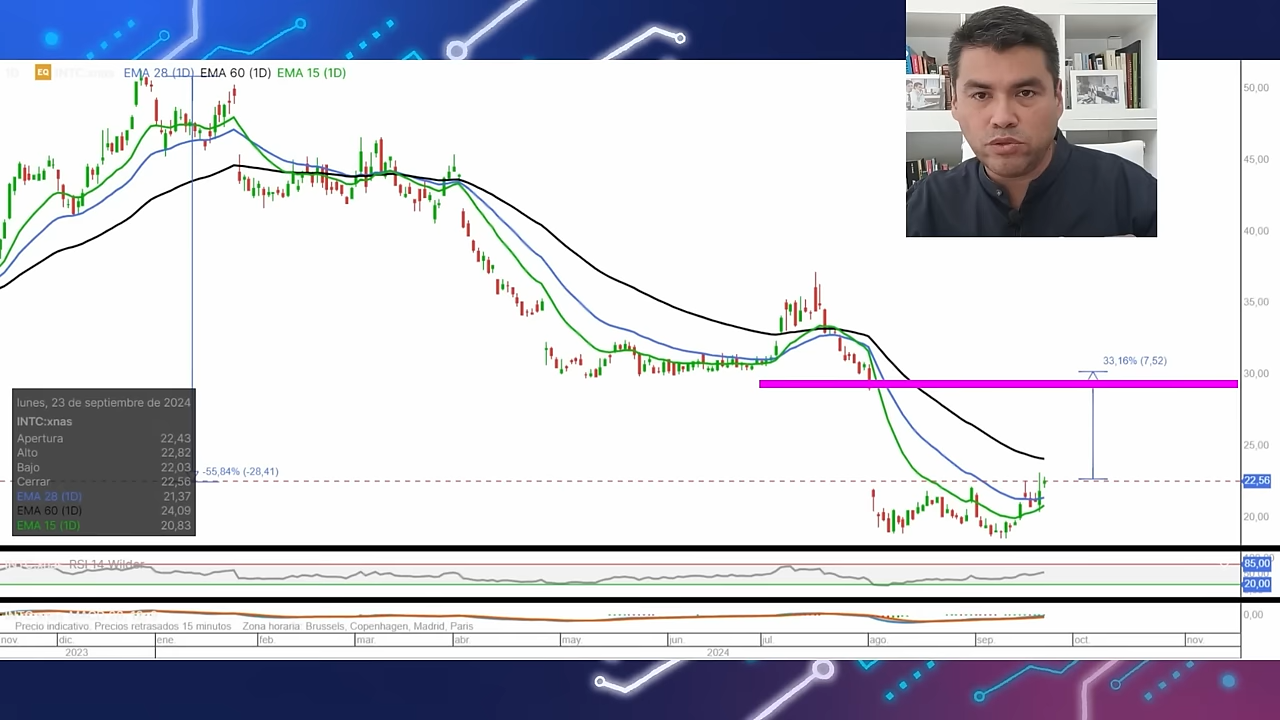 1D EQ INTC:xnas EMA 28 (1D) EMA 60 (1D) EMA 15 (1D)
50,00
45,00
40,00
35,00
33,16% (7,52)
30,00
lunes, 23 de septiembre de 2024
INTC:xnas
Apertura 22,43
Alto 22,82
Bajo 22,03
Cerrar 22,56
EMA 28 (1D) 21,37
EMA 60 (1D) 24,09
EMA 15 (1D) 20,83
-55,84% (-28,41)
25,00
22,56
20,00
RSI 14 Wilder
85,00
20,00
0,00
Precio indicativo. Precios retrasados 15 minutos Zona horaria: Brussels, Copenhagen, Madrid, Paris
nov. dic. ene. feb. mar. abr. may. jun. jul. ago. sep. oct. nov.
2023 2024